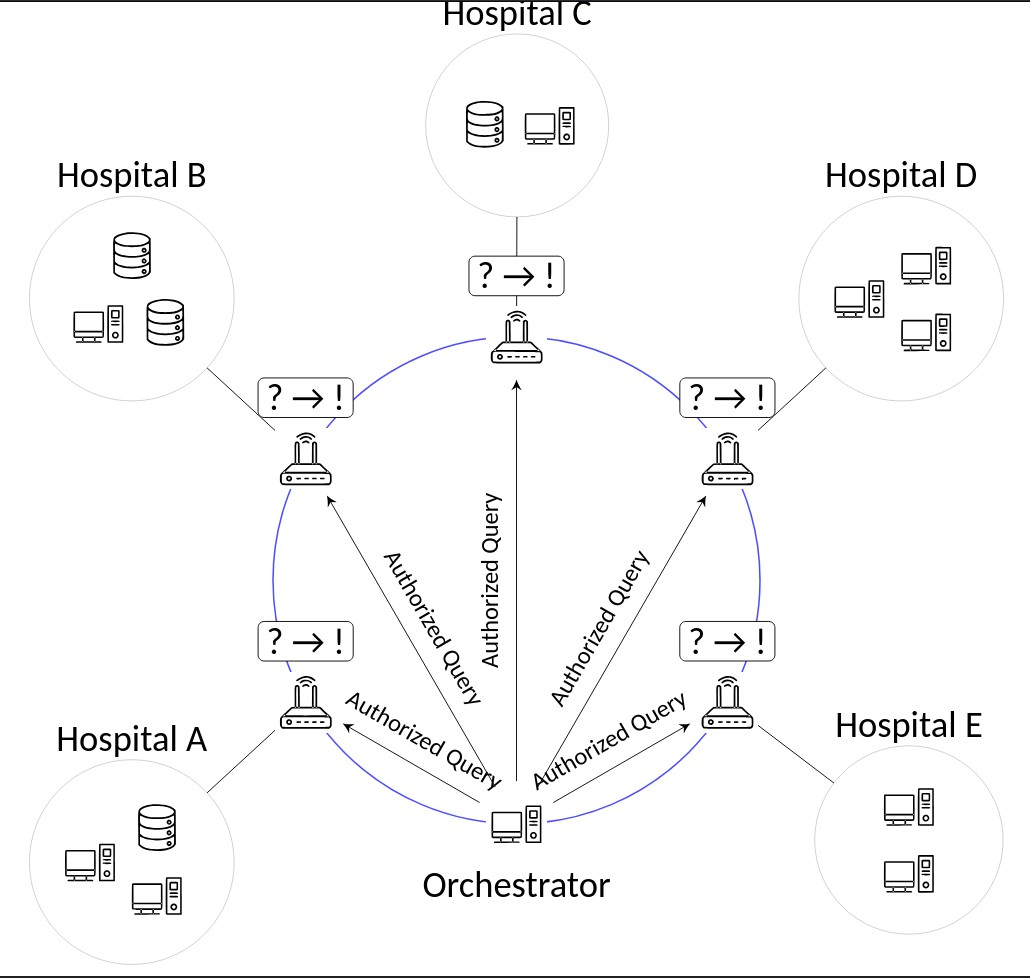 Hospital C
Hospital B
Hospital D
? → !
? → !
? → !
Authorized Query
Authorized Query
Authorized Query
? → !
? → !
Authorized Query
Authorized Query
Hospital A
Hospital E
Orchestrator